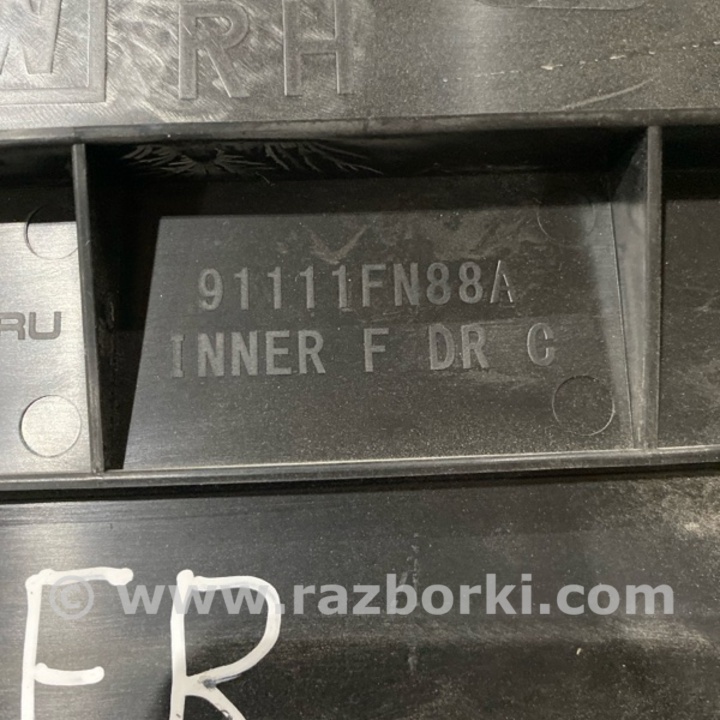 W RH
91111FN88A
RU
INNER F DR C
FR
© www.razborki.com